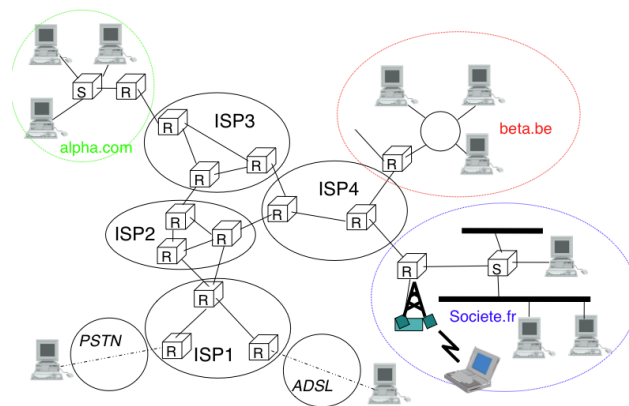 S
R
alpha.com
R
ISP3
R
R
beta.be
R
ISP4
R
R
ISP2
R
R
R
R
S
Societe.fr
R
PSTN
R
ISP1
R
ADSL